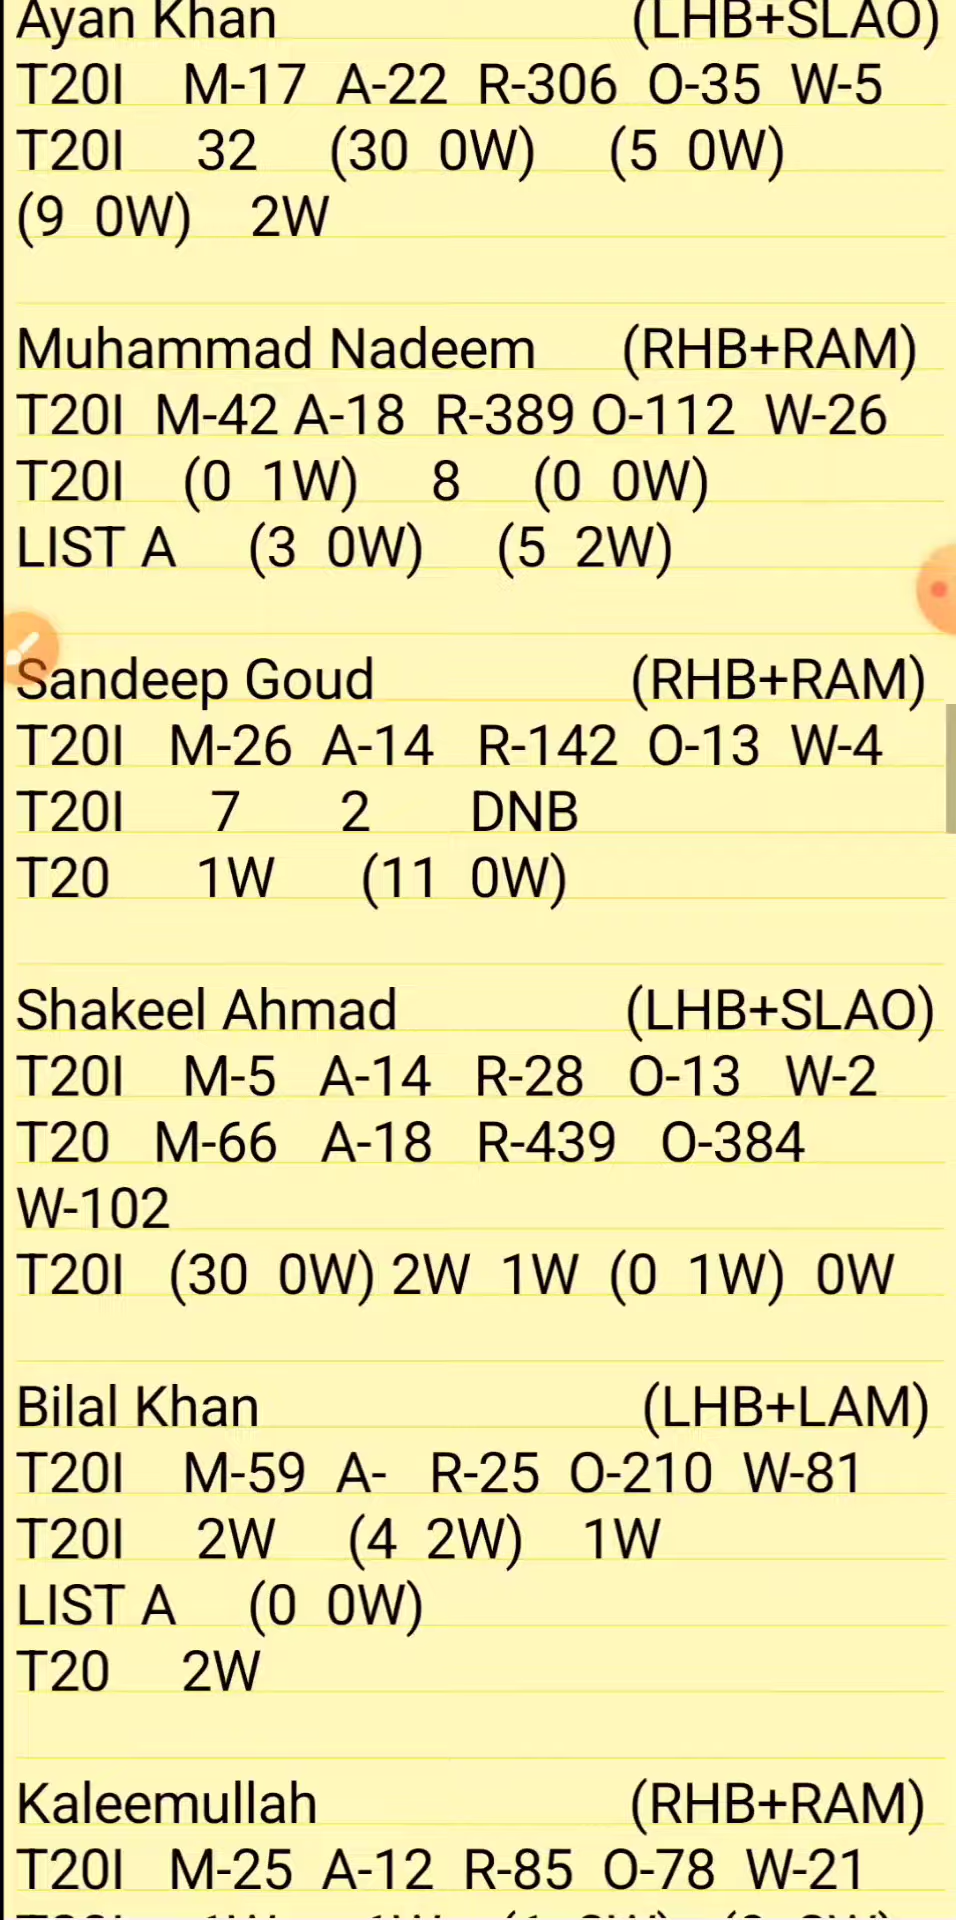 Ayan Khan (LHB+SLAO)
T20I M-17 A-22 R-306 O-35 W-5
T20I 32 (30 0W) (5 0W)
(9 0W) 2W
Muhammad Nadeem (RHB+RAM)
T20I M-42 A-18 R-389 O-112 W-26
T20I (0 1W) 8 (0 0W)
LIST A (3 0W) (5 2W)
Sandeep Goud (RHB+RAM)
T20I M-26 A-14 R-142 O-13 W-4
T20I 7 2 DNB
T20 1W (11 0W)
Shakeel Ahmad (LHB+SLAO)
T20I M-5 A-14 R-28 O-13 W-2
T20 M-66 A-18 R-439 O-384
W-102
T20I (30 0W) 2W 1W (0 1W) 0W
Bilal Khan (LHB+LAM)
T20I M-59 A- R-25 O-210 W-81
T20I 2W (4 2W) 1W
LIST A (0 0W)
T20 2W
Kaleemullah (RHB+RAM)
T20I M-25 A-12 R-85 O-78 W-21